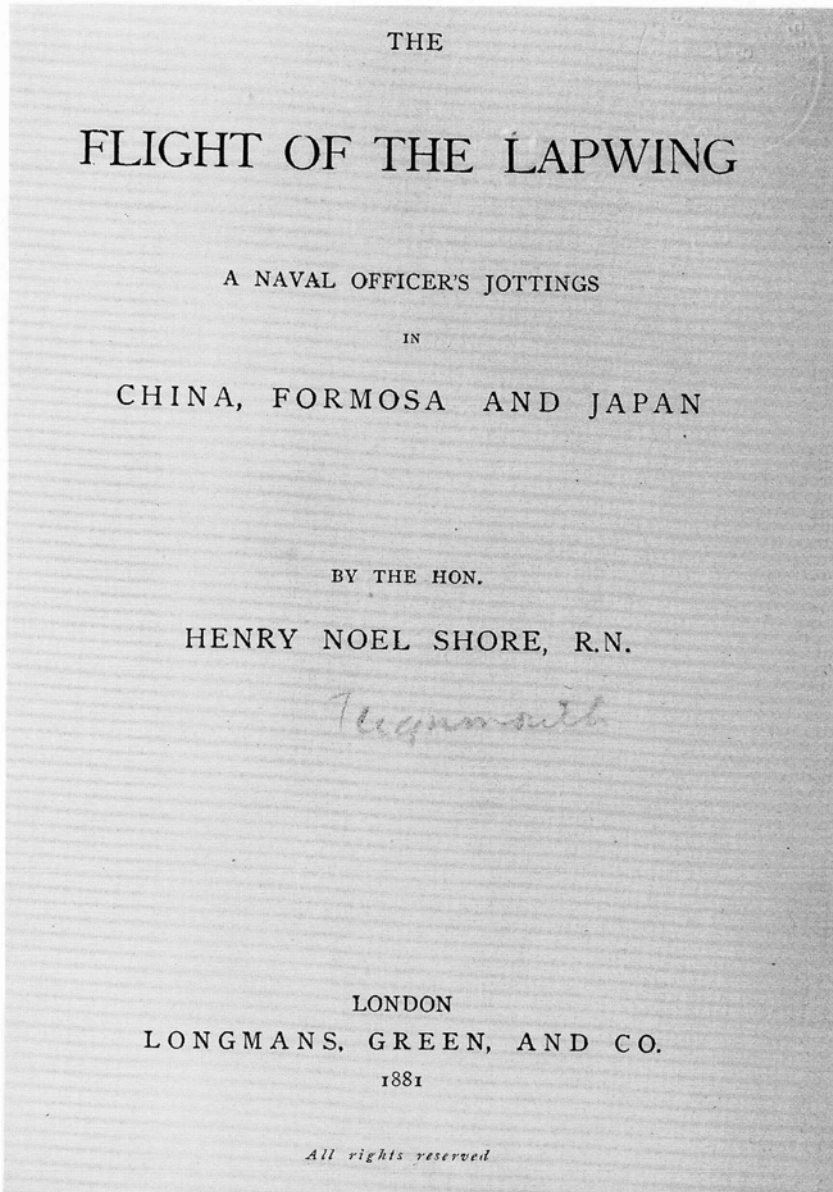 THE
FLIGHT OF THE LAPWING
A NAVAL OFFICER'S JOTTINGS
IN
CHINA, FORMOSA AND JAPAN
BY THE HON.
HENRY NOEL SHORE, R.N.
Teignmouth
LONDON
LONGMANS, GREEN, AND CO.
1881
All rights reserved